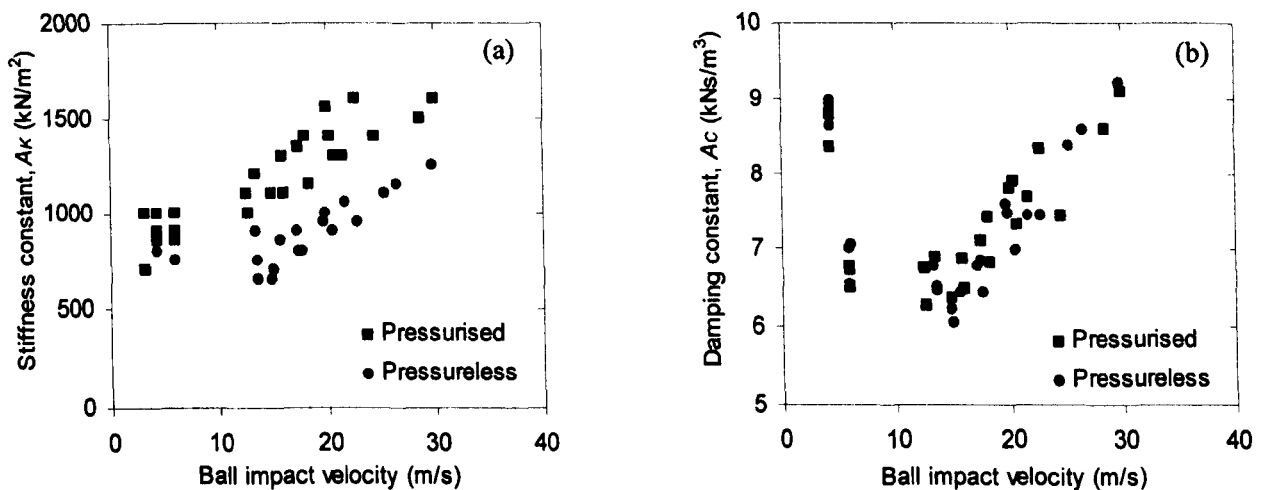 (a)
Stiffness constant, AK (kN/m²)
2000
1500
1000
500
0
Pressurised
Pressureless
0 10 20 30 40
Ball impact velocity (m/s)
(b)
Damping constant, AC (kNs/m³)
10
9
8
7
6
5
Pressurised
Pressureless
0 10 20 30 40
Ball impact velocity (m/s)